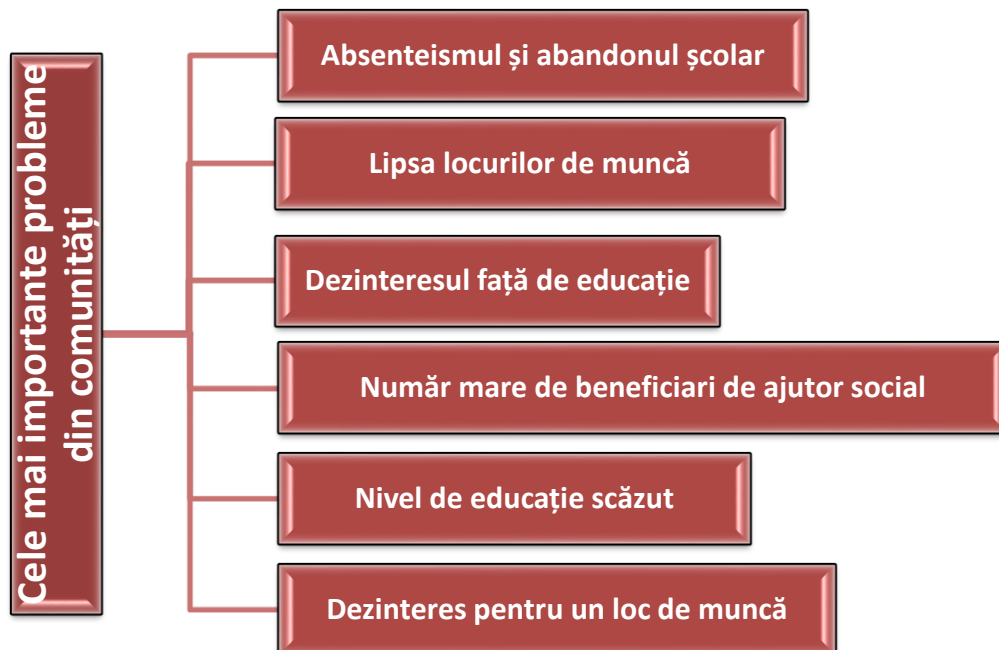 Cele mai importante probleme
din comunități
Absenteismul și abandonul școlar
Lipsa locurilor de muncă
Dezinteresul față de educație
Număr mare de beneficiari de ajutor social
Nivel de educație scăzut
Dezinteres pentru un loc de muncă